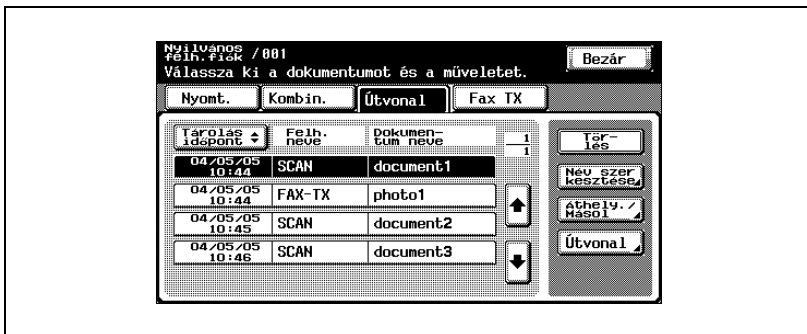 Nyilvános
felh.fiók /001
Bezár
Válassza ki a dokumentumot és a műveletet.
Nyomt. Kombin. Útvonal Fax TX
Tárolás
időpont Felh.
neve Dokumen-
tum neve 1
1
04/05/05
10:44 SCAN document1
04/05/05
10:44 FAX-TX photo1
04/05/05
10:45 SCAN document2
04/05/05
10:46 SCAN document3
Tör-
lés
Név szer
kesztése
Áthely./
Másol
Útvonal